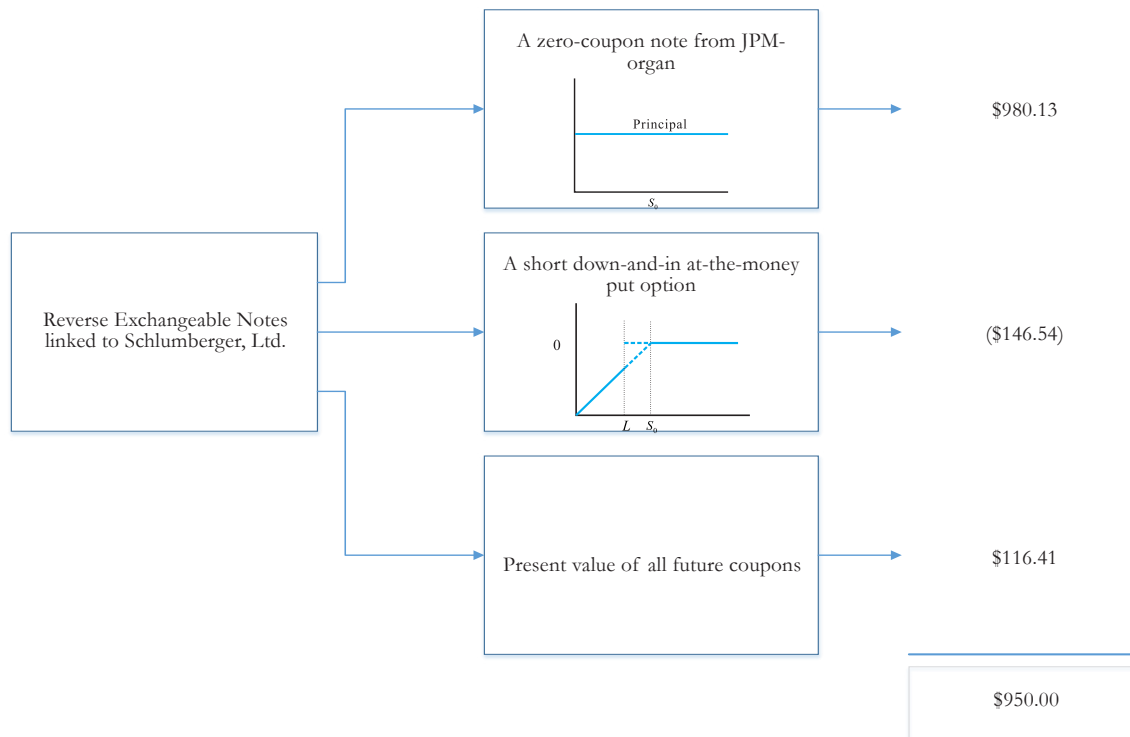 A zero-coupon note from JPM-
organ
Principal
S₀
$980.13
Reverse Exchangeable Notes
linked to Schlumberger, Ltd.
A short down-and-in at-the-money
put option
0
L S₀
($146.54)
Present value of all future coupons
$116.41
$950.00